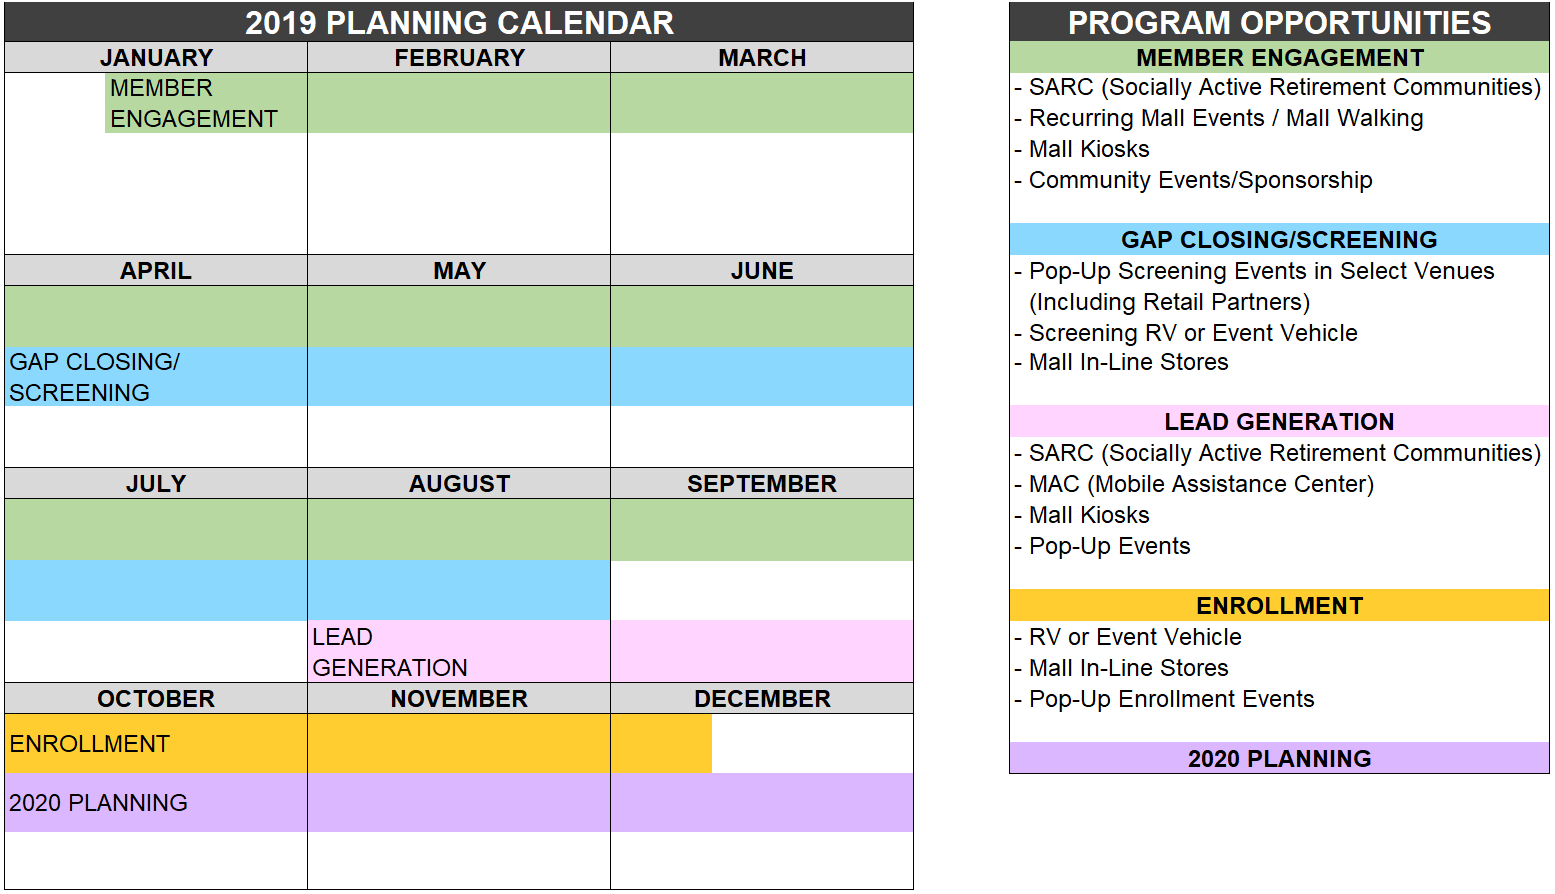 2019 PLANNING CALENDAR
JANUARY
FEBRUARY
MARCH
MEMBER
ENGAGEMENT
APRIL
MAY
JUNE
GAP CLOSING/
SCREENING
JULY
AUGUST
SEPTEMBER
LEAD
GENERATION
OCTOBER
NOVEMBER
DECEMBER
ENROLLMENT
2020 PLANNING
PROGRAM OPPORTUNITIES
MEMBER ENGAGEMENT
- SARC (Socially Active Retirement Communities)
- Recurring Mall Events / Mall Walking
- Mall Kiosks
- Community Events/Sponsorship
GAP CLOSING/SCREENING
- Pop-Up Screening Events in Select Venues
(Including Retail Partners)
- Screening RV or Event Vehicle
- Mall In-Line Stores
LEAD GENERATION
- SARC (Socially Active Retirement Communities)
- MAC (Mobile Assistance Center)
- Mall Kiosks
- Pop-Up Events
ENROLLMENT
- RV or Event Vehicle
- Mall In-Line Stores
- Pop-Up Enrollment Events
2020 PLANNING